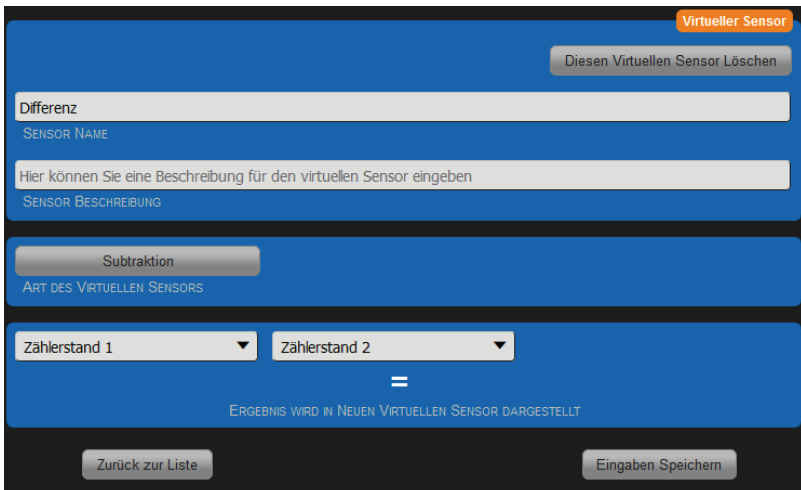 Virtueller Sensor
Diesen Virtuellen Sensor Löschen
Differenz
Sensor Name
Hier können Sie eine Beschreibung für den virtuellen Sensor eingeben
Sensor Beschreibung
Subtraktion
Art des Virtuellen Sensors
Zählerstand 1 Zählerstand 2
=
Ergebnis wird in Neuen Virtuellen Sensor dargestellt
Zurück zur Liste Eingaben Speichern